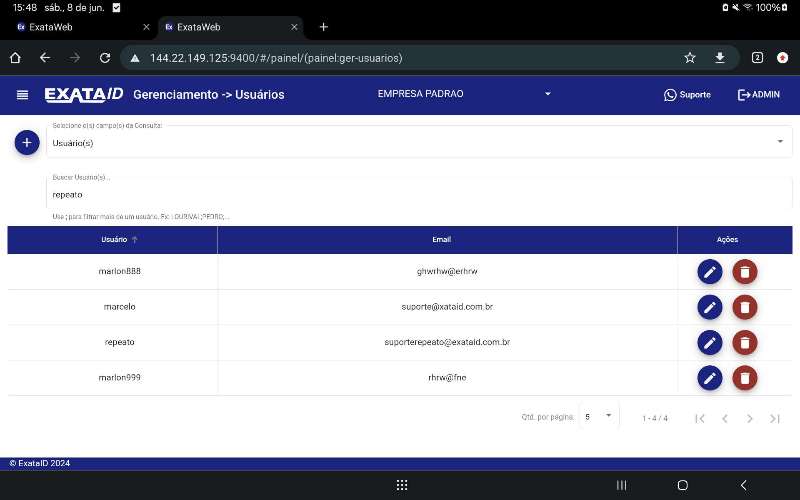 15:48 sáb., 8 de jun.
100%
Ex ExataWeb
Ex ExataWeb
144.22.149.125:9400/#/painel/(painel:ger-usuarios)
2
EXATAID Gerenciamento -> Usuários
EMPRESA PADRAO
Suporte
ADMIN
Selecione o(s) campo(s) da Consulta:
Usuário(s)
Buscar Usuário(s)...
repeato
Use ; para filtrar mais de um usuário. Ex: LOURIVAL;PEDRO;...
Usuário Email Ações
marlon888 ghwrhw@erhrw
marcelo suporte@xataid.com.br
repeato suporterepeato@exataid.com.br
marlon999 rhrw@fne
Qtd. por página: 5 1 - 4 / 4
© ExataID 2024